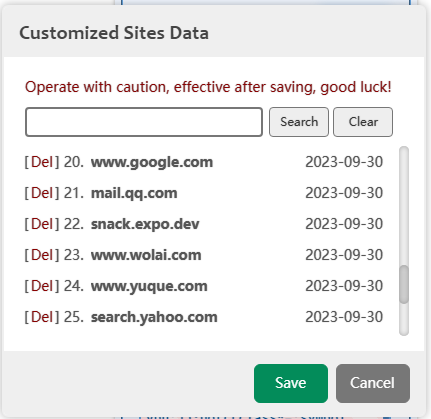 Customized Sites Data
Operate with caution, effective after saving, good luck!
Search Clear
[Del] 20. www.google.com 2023-09-30
[Del] 21. mail.qq.com 2023-09-30
[Del] 22. snack.expo.dev 2023-09-30
[Del] 23. www.wolai.com 2023-09-30
[Del] 24. www.yuque.com 2023-09-30
[Del] 25. search.yahoo.com 2023-09-30
Save Cancel